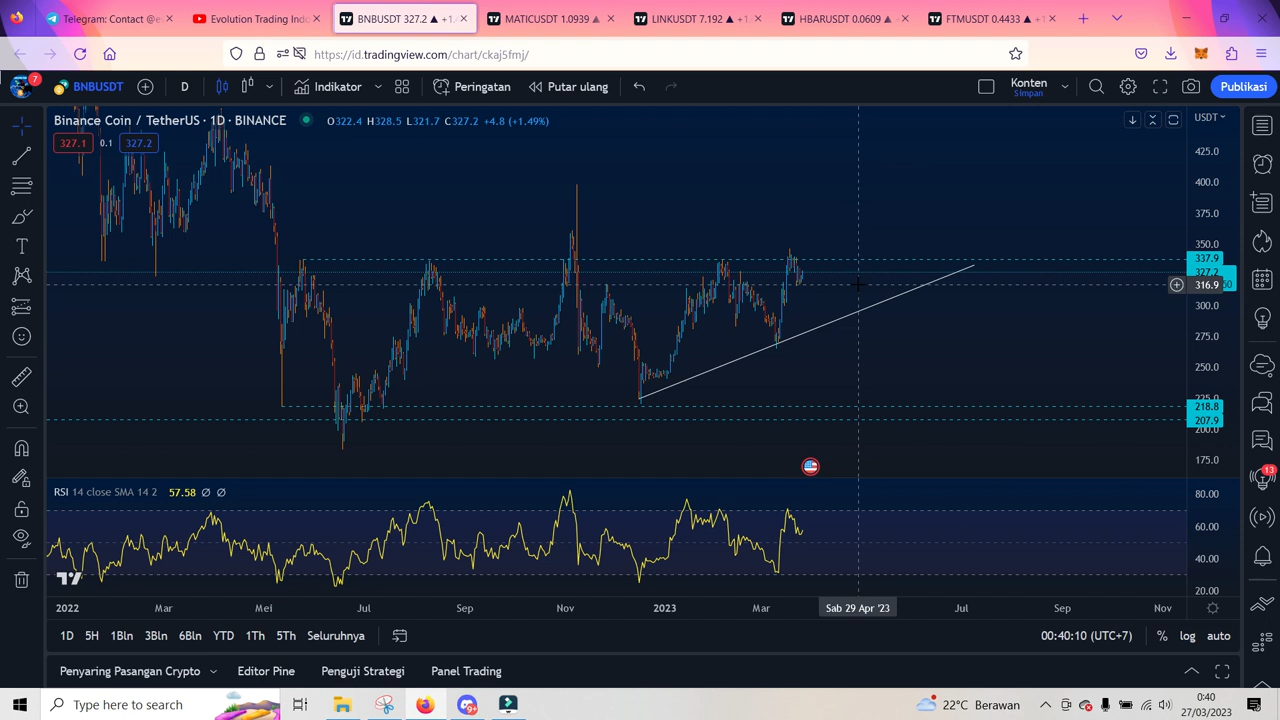 Telegram: Contact @e
Evolution Trading Ind
BNBUSDT 327.2 ▲ +1.
MATICUSDT 1.0939 ▲
LINKUSDT 7.192 ▲ +1.
HBARUSDT 0.0609 ▲
FTMUSDT 0.4433 ▲ +1
https://id.tradingview.com/chart/ckaj5fmj/
7
BNBUSDT
D
Indikator
Peringatan
Putar ulang
Konten
Simpan
Publikasi
Binance Coin / TetherUS · 1D · BINANCE
O322.4 H328.5 L321.7 C327.2 +4.8 (+1.49%)
USDT
327.1
0.1
327.2
425.0
400.0
375.0
350.0
337.9
327.2
316.9
300.0
275.0
250.0
225.0
218.8
207.9
200.0
175.0
RSI 14 close SMA 14 2 57.58
80.00
60.00
40.00
20.00
13
2022
Mar
Mei
Jul
Sep
Nov
2023
Mar
Sab 29 Apr '23
Jul
Sep
Nov
1D
5H
1Bln
3Bln
6Bln
YTD
1Th
5Th
Seluruhnya
00:40:10 (UTC+7)
%
log
auto
Penyaring Pasangan Crypto
Editor Pine
Penguji Strategi
Panel Trading
Type here to search
22°C Berawan
0:40
27/03/2023